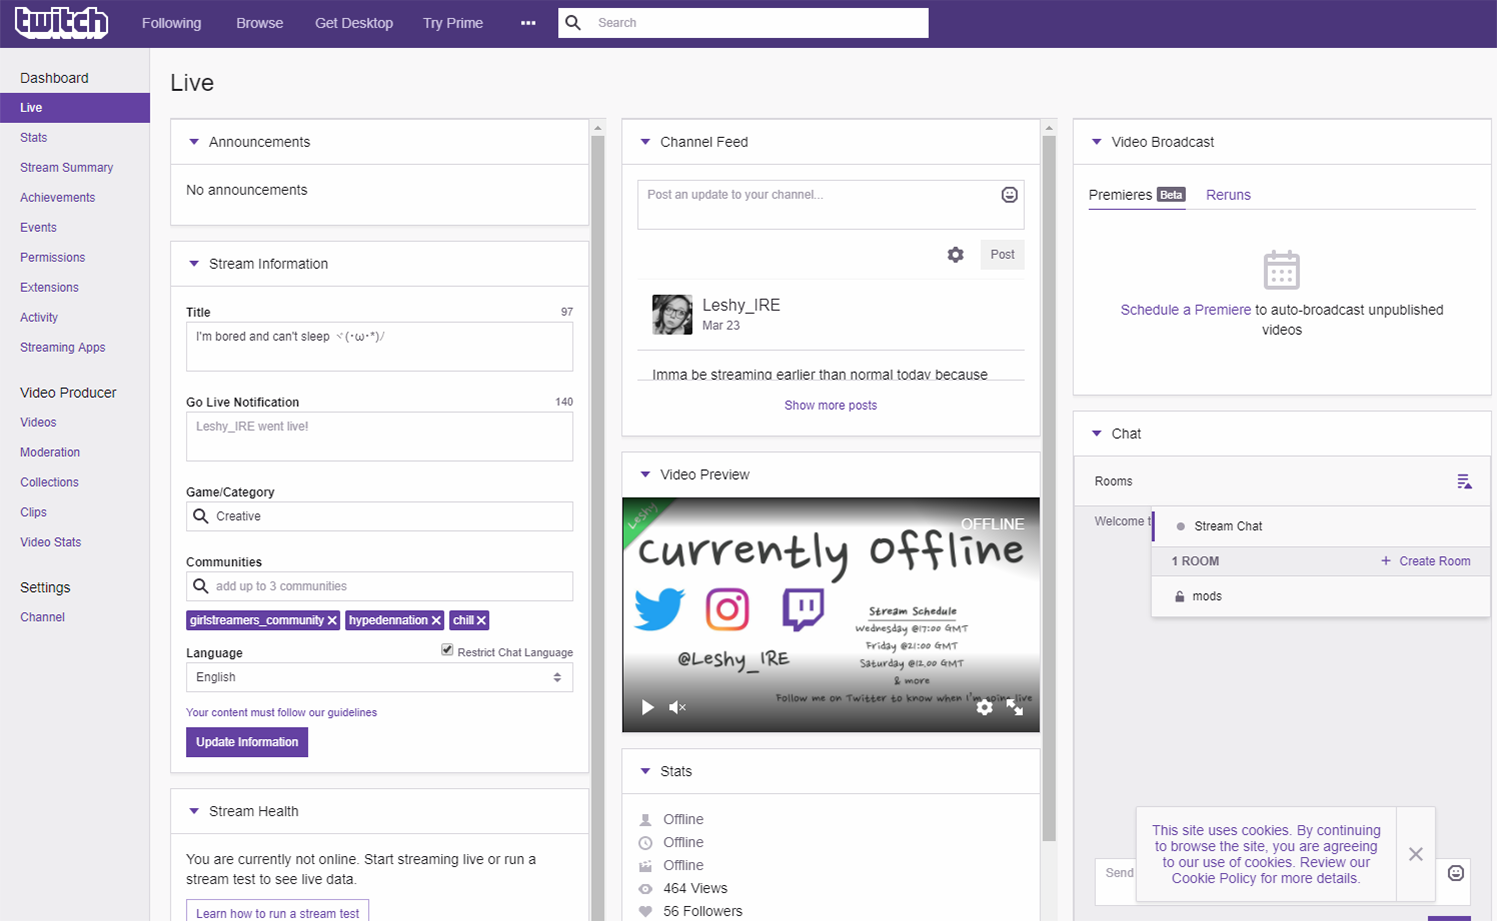 twitch
Following
Browse
Get Desktop
Try Prime
Search
Dashboard
Live
Stats
Stream Summary
Achievements
Events
Permissions
Extensions
Activity
Streaming Apps
Video Producer
Videos
Moderation
Collections
Clips
Video Stats
Settings
Channel
Live
Announcements
No announcements
Stream Information
Title
97
I'm bored and can't sleep ヾ(･ω･*)ﾉ
Go Live Notification
140
Leshy_IRE went live!
Game/Category
Creative
Communities
add up to 3 communities
girlstreamers_community
hypedennation
chill
Language
Restrict Chat Language
English
Your content must follow our guidelines
Update Information
Stream Health
You are currently not online. Start streaming live or run a
stream test to see live data.
Learn how to run a stream test
Channel Feed
Post an update to your channel...
Post
Leshy_IRE
Mar 23
Imma be streaming earlier than normal today because
Show more posts
Video Preview
Leshy
OFFLINE
currently offline
@Leshy_IRE
Stream Schedule
Wednesday @17:00 GMT
Friday @21:00 GMT
Saturday @12.00 GMT
& more
Follow me on Twitter to know when I'm going live
Stats
Offline
Offline
Offline
464 Views
56 Followers
Video Broadcast
Premieres Beta
Reruns
Schedule a Premiere to auto-broadcast unpublished
videos
Chat
Rooms
Welcome t
Stream Chat
1 ROOM
+ Create Room
mods
This site uses cookies. By continuing
to browse the site, you are agreeing
to our use of cookies. Review our
Cookie Policy for more details.
Send